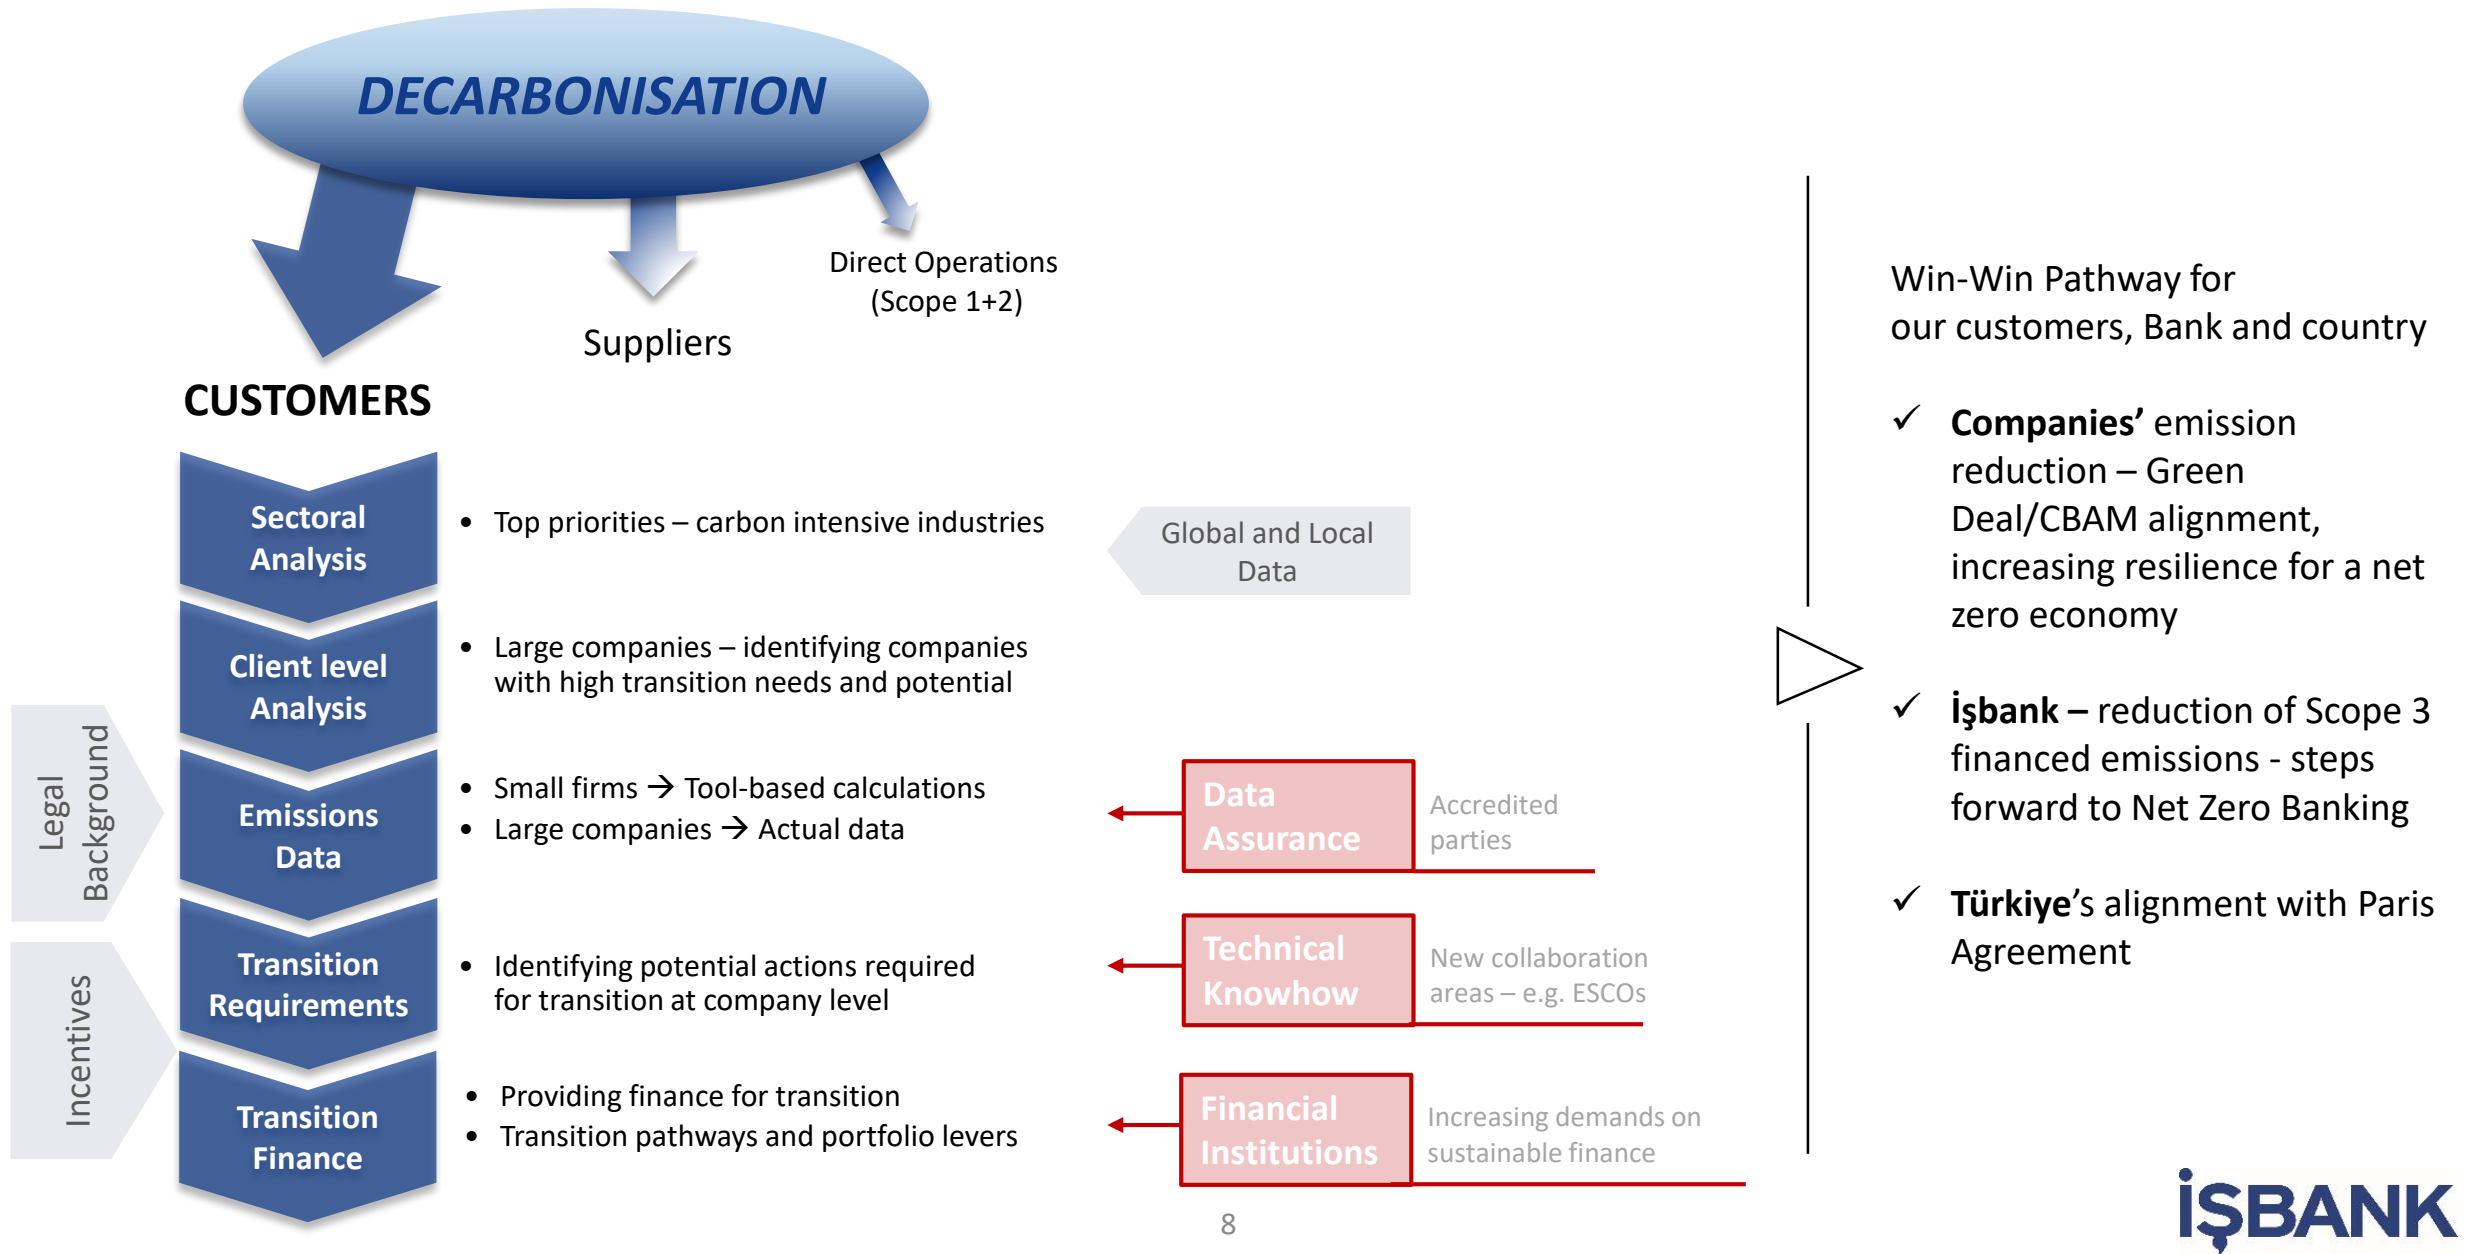 DECARBONISATION
Direct Operations
(Scope 1+2)
Suppliers
CUSTOMERS
Sectoral
Analysis
• Top priorities – carbon intensive industries
Global and Local
Data
Client level
Analysis
• Large companies – identifying companies
with high transition needs and potential
Legal
Background
Emissions
Data
• Small firms → Tool-based calculations
• Large companies → Actual data
Data
Assurance
Accredited
parties
Incentives
Transition
Requirements
• Identifying potential actions required
for transition at company level
Technical
Knowhow
New collaboration
areas – e.g. ESCOs
Transition
Finance
• Providing finance for transition
• Transition pathways and portfolio levers
Financial
Institutions
Increasing demands on
sustainable finance
Win-Win Pathway for
our customers, Bank and country
✓ Companies’ emission
reduction – Green
Deal/CBAM alignment,
increasing resilience for a net
zero economy
✓ İşbank – reduction of Scope 3
financed emissions - steps
forward to Net Zero Banking
✓ Türkiye’s alignment with Paris
Agreement
8
İŞBANK